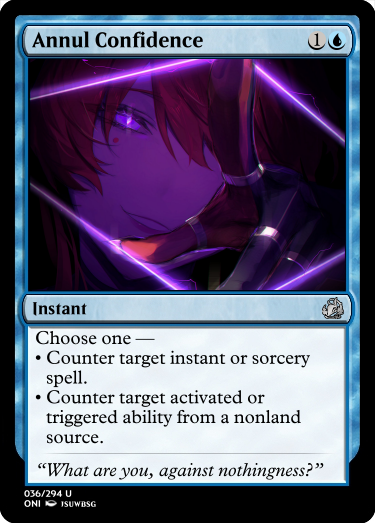 Annul Confidence 1
Instant
Choose one —
• Counter target instant or sorcery
spell.
• Counter target activated or
triggered ability from a nonland
source.
“What are you, against nothingness?”
036/294 U
ONI JSUWBSG